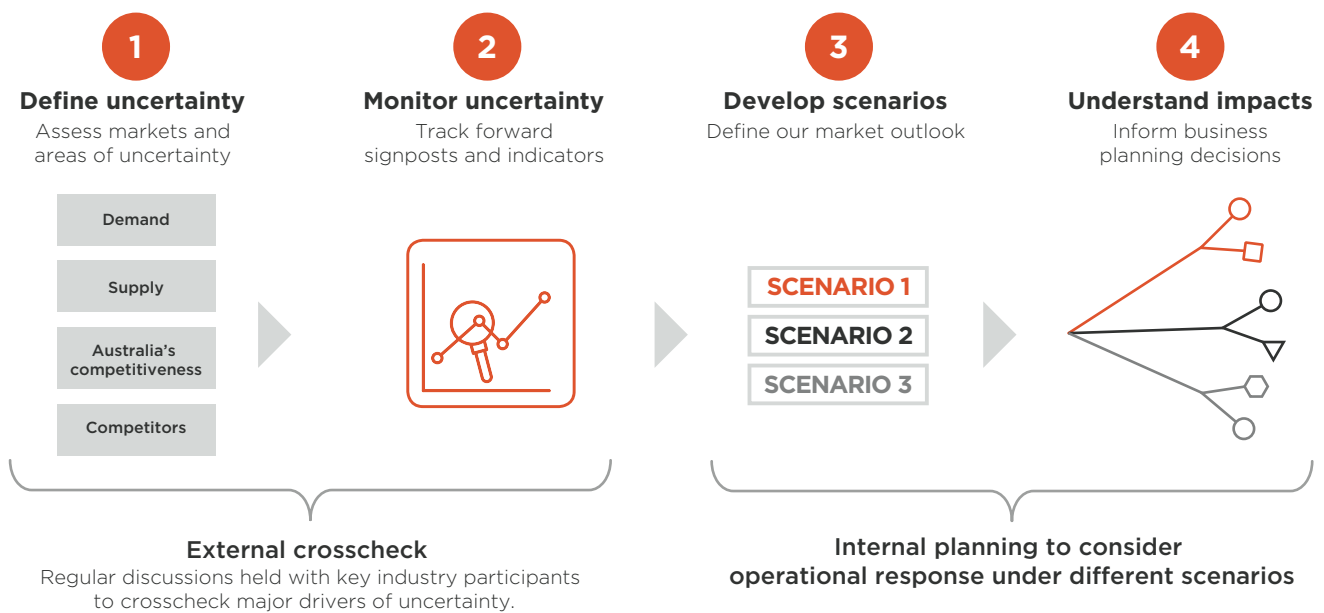 1
Define uncertainty
Assess markets and
areas of uncertainty
Demand
Supply
Australia’s
competitiveness
Competitors
2
Monitor uncertainty
Track forward
signposts and indicators
External crosscheck
Regular discussions held with key industry participants
to crosscheck major drivers of uncertainty.
3
Develop scenarios
Define our market outlook
SCENARIO 1
SCENARIO 2
SCENARIO 3
4
Understand impacts
Inform business
planning decisions
Internal planning to consider
operational response under different scenarios